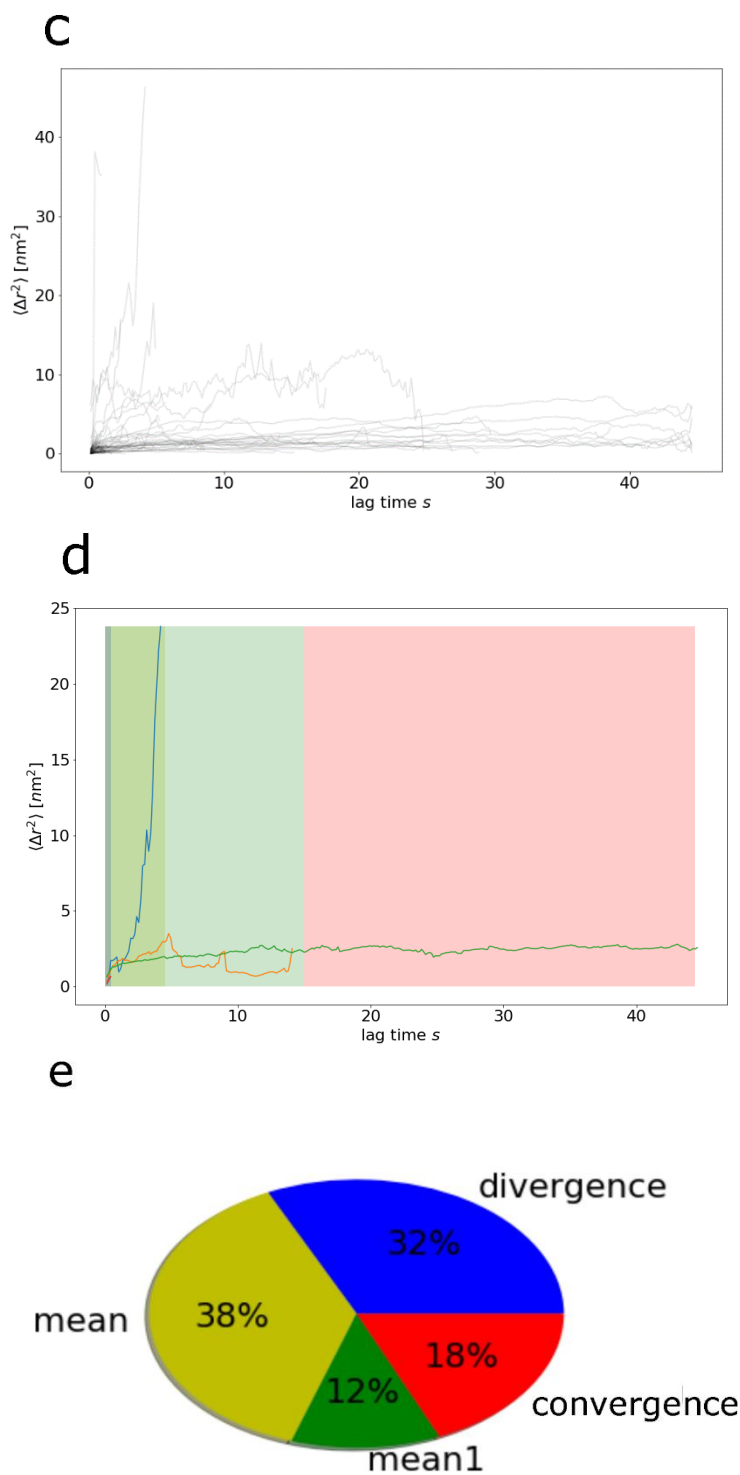 c
40
30
20
10
0
⟨Δr²⟩ [nm²]
0 10 20 30 40
lag time s
d
25
20
15
10
5
0
⟨Δr²⟩ [nm²]
0 10 20 30 40
lag time s
e
divergence
32%
mean
38%
18%
12%
convergence
mean1